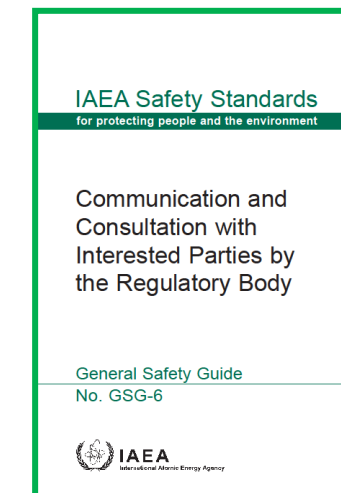 IAEA Safety Standards
for protecting people and the environment
Communication and
Consultation with
Interested Parties by
the Regulatory Body
General Safety Guide
No. GSG-6
IAEA
International Atomic Energy Agency